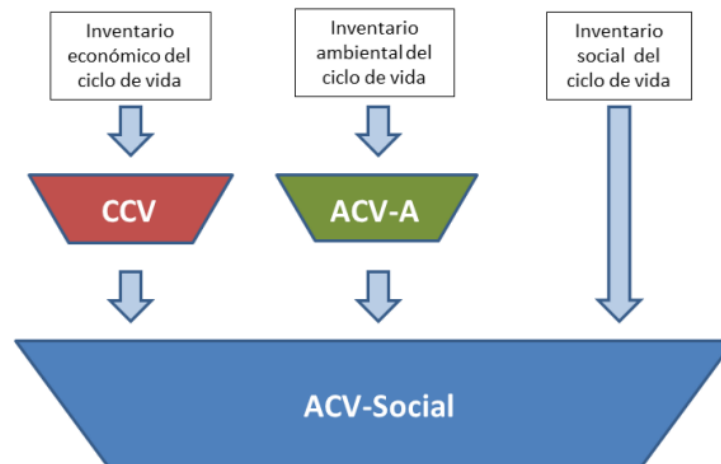 Inventario
económico del
ciclo de vida
Inventario
ambiental del
ciclo de vida
Inventario
social del
ciclo de vida
CCV
ACV-A
ACV-Social